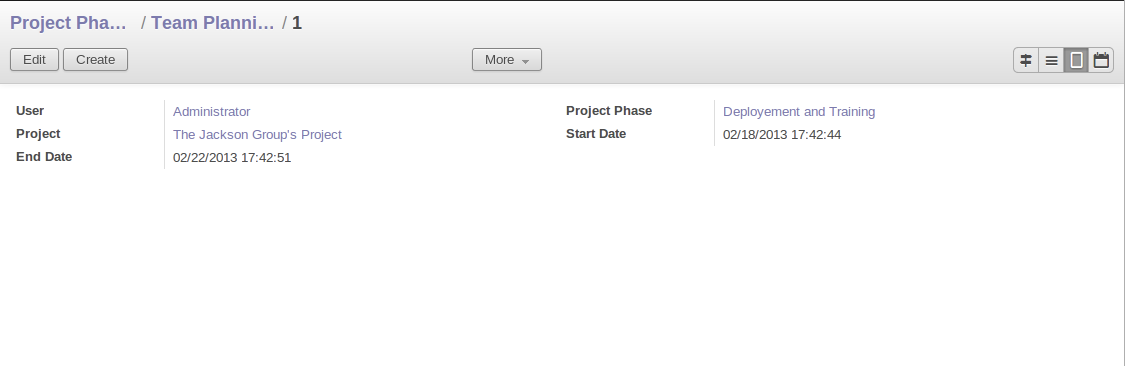 Project Pha… / Team Planni… / 1
Edit Create More
User Administrator Project Phase Deployement and Training
Project The Jackson Group's Project Start Date 02/18/2013 17:42:44
End Date 02/22/2013 17:42:51